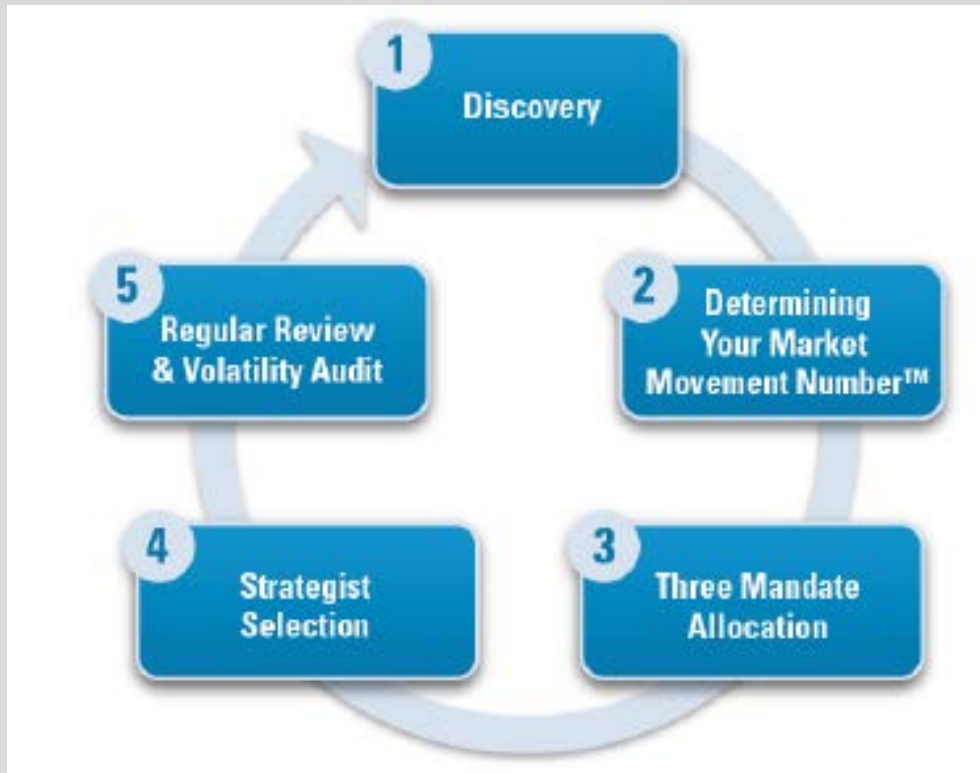 1
Discovery
2
Determining
Your Market
Movement Number™
3
Three Mandate
Allocation
4
Strategist
Selection
5
Regular Review
& Volatility Audit